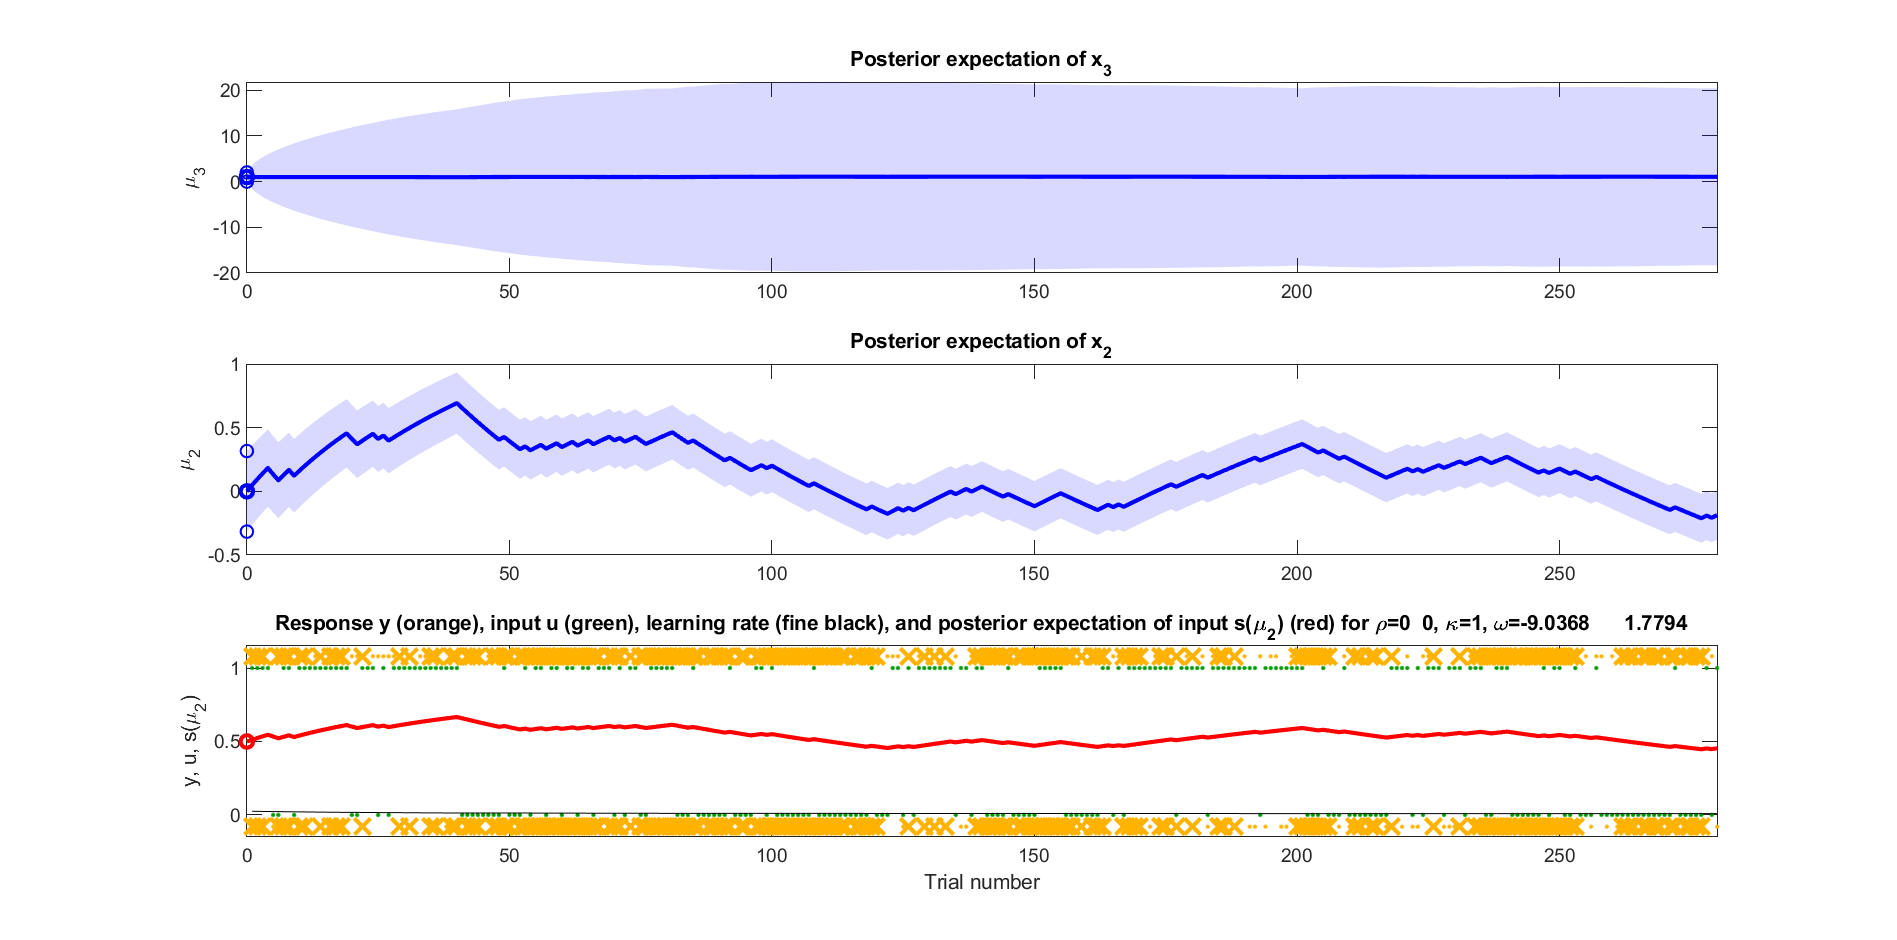 Posterior expectation of x3
20
10
0
-10
-20
μ3
0 50 100 150 200 250
Posterior expectation of x2
1
0.5
0
-0.5
μ2
0 50 100 150 200 250
Response y (orange), input u (green), learning rate (fine black), and posterior expectation of input s(μ2) (red) for ρ=0 0, κ=1, ω=-9.0368 1.7794
1
0.5
0
y, u, s(μ2)
0 50 100 150 200 250
Trial number